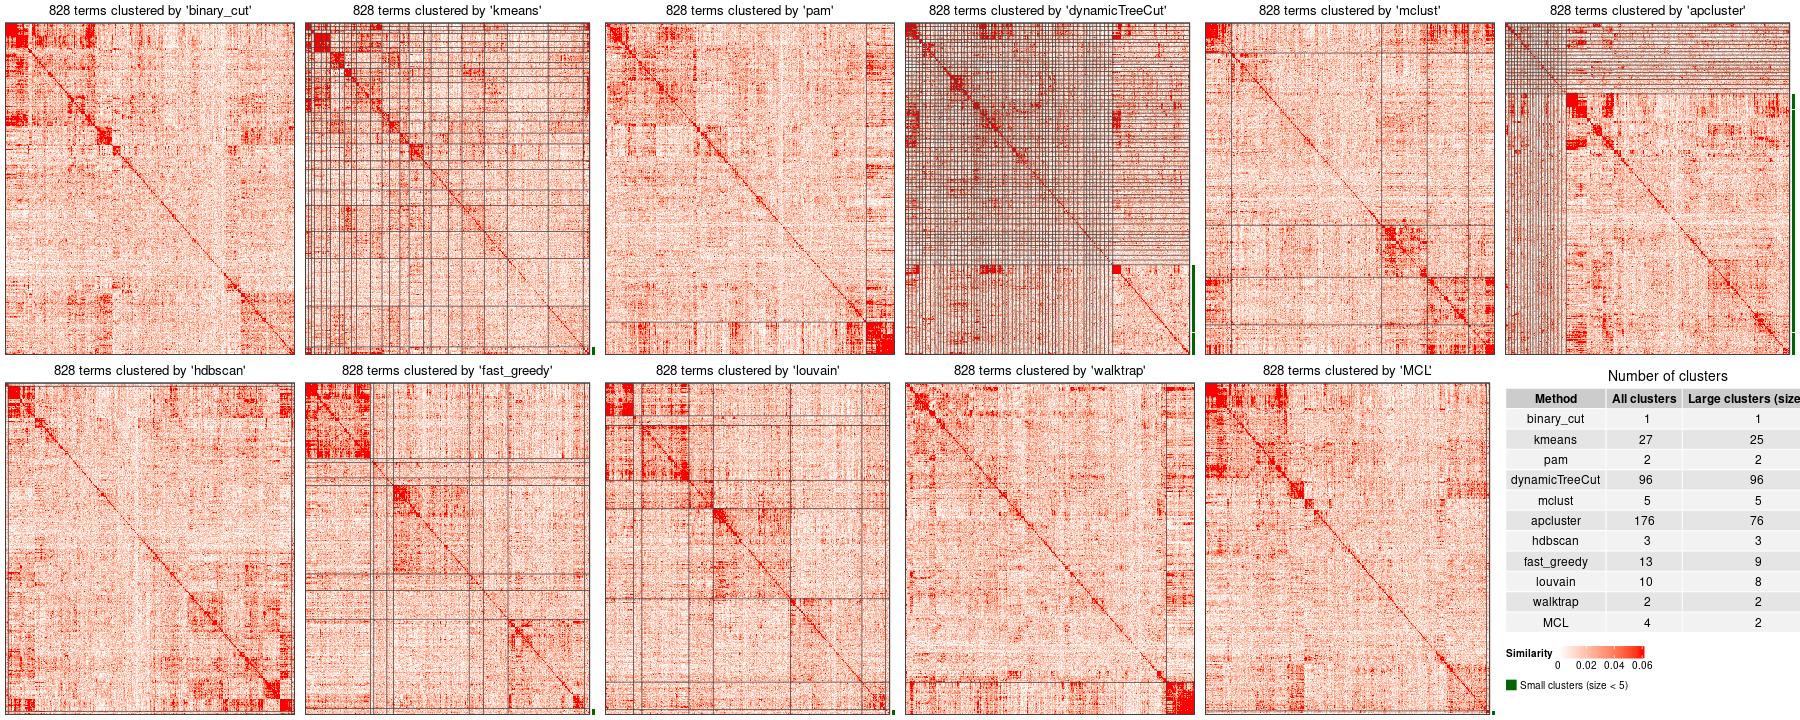 828 terms clustered by 'binary_cut'
828 terms clustered by 'kmeans'
828 terms clustered by 'pam'
828 terms clustered by 'dynamicTreeCut'
828 terms clustered by 'mclust'
828 terms clustered by 'apcluster'
828 terms clustered by 'hdbscan'
828 terms clustered by 'fast_greedy'
828 terms clustered by 'louvain'
828 terms clustered by 'walktrap'
828 terms clustered by 'MCL'
Number of clusters
Method All clusters Large clusters (size
binary_cut 1 1
kmeans 27 25
pam 2 2
dynamicTreeCut 96 96
mclust 5 5
apcluster 176 76
hdbscan 3 3
fast_greedy 13 9
louvain 10 8
walktrap 2 2
MCL 4 2
Similarity
0 0.02 0.04 0.06
Small clusters (size < 5)